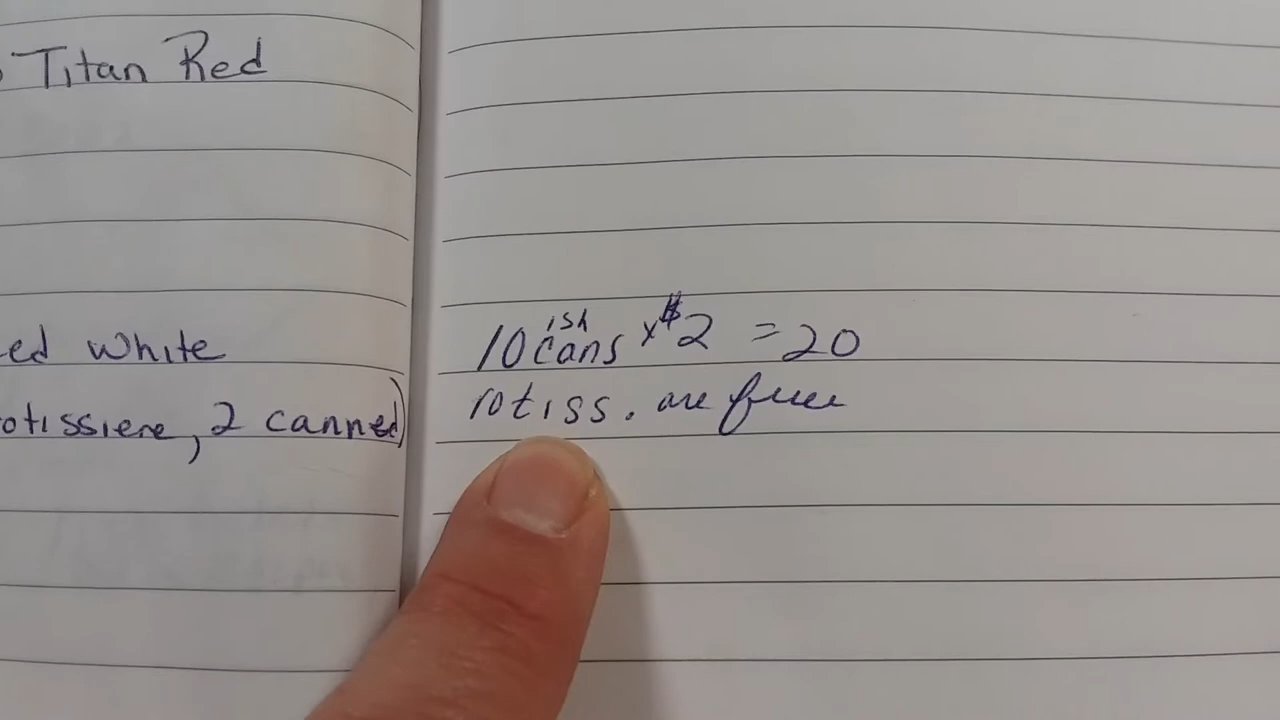 Titan Red
ed white
otissiere, 2 canned)
10 ish cans x $2 = 20
rotiss. are free